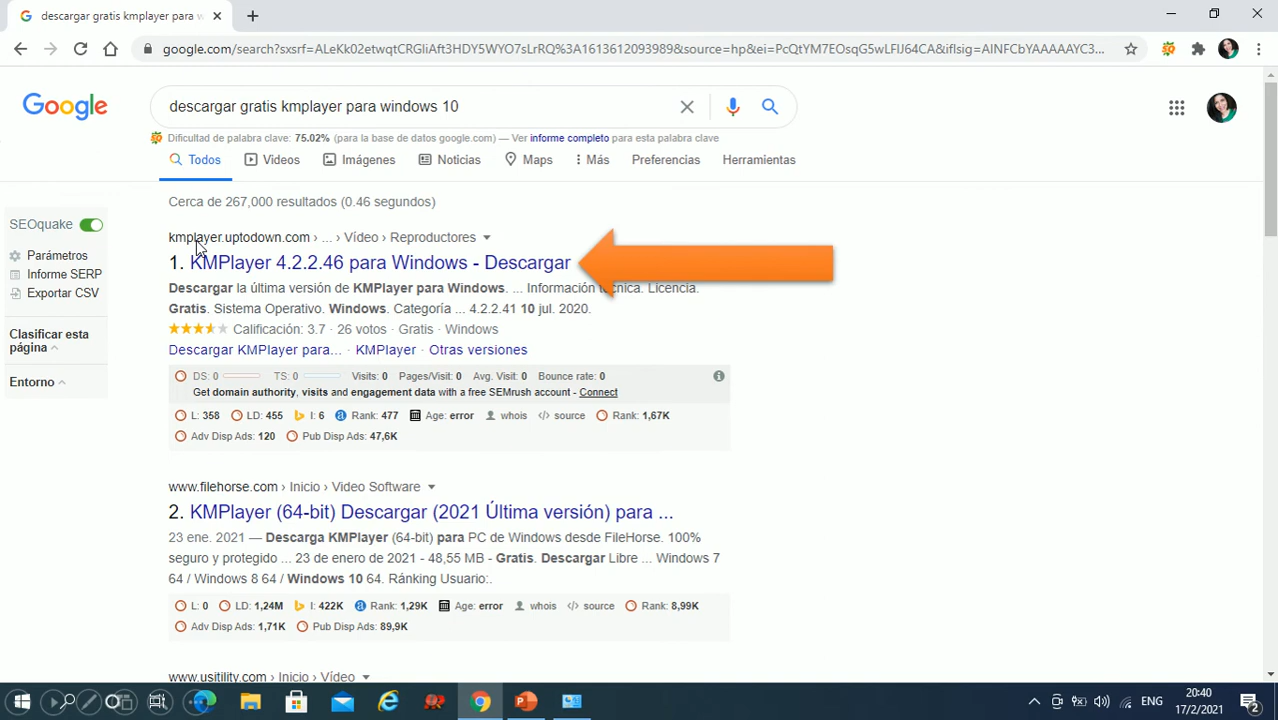 descargar gratis kmplayer para w
google.com/search?sxsrf=ALeKk02etwqtCRGIiAft3HDY5WYO7sLrRQ%3A1613612093989&source=hp&ei=PcQtYM7EOsqG5wLFlJ64CA&iflsig=AINFCbYAAAAAYC3...
Google
descargar gratis kmplayer para windows 10
Dificultad de palabra clave: 75.02% (para la base de datos google.com) — Ver informe completo para esta palabra clave
Todos Videos Imágenes Noticias Maps Más Preferencias Herramientas
Cerca de 267,000 resultados (0.46 segundos)
SEOquake
Parámetros
Informe SERP
Exportar CSV
Clasificar esta
página
Entorno
kmplayer.uptodown.com › ... › Vídeo › Reproductores
1. KMPlayer 4.2.2.46 para Windows - Descargar
Descargar la última versión de KMPlayer para Windows. ... Información técnica. Licencia.
Gratis. Sistema Operativo. Windows. Categoría ... 4.2.2.41 10 jul. 2020.
Calificación: 3.7 · 26 votos · Gratis · Windows
Descargar KMPlayer para... · KMPlayer · Otras versiones
DS: 0 TS: 0 Visits: 0 Pages/Visit: 0 Avg. Visit: 0 Bounce rate: 0
Get domain authority, visits and engagement data with a free SEMrush account - Connect
L: 358 LD: 455 I: 6 Rank: 477 Age: error whois source Rank: 1,67K
Adv Disp Ads: 120 Pub Disp Ads: 47,6K
www.filehorse.com › Inicio › Video Software
2. KMPlayer (64-bit) Descargar (2021 Última versión) para ...
23 ene. 2021 — Descarga KMPlayer (64-bit) para PC de Windows desde FileHorse. 100%
seguro y protegido ... 23 de enero de 2021 - 48,55 MB - Gratis. Descargar Libre ... Windows 7
64 / Windows 8 64 / Windows 10 64. Ránking Usuario:.
L: 0 LD: 1,24M I: 422K Rank: 1,29K Age: error whois source Rank: 8,99K
Adv Disp Ads: 1,71K Pub Disp Ads: 89,9K
www.usitility.com › Inicio › Vídeo
ENG
20:40
17/2/2021
2